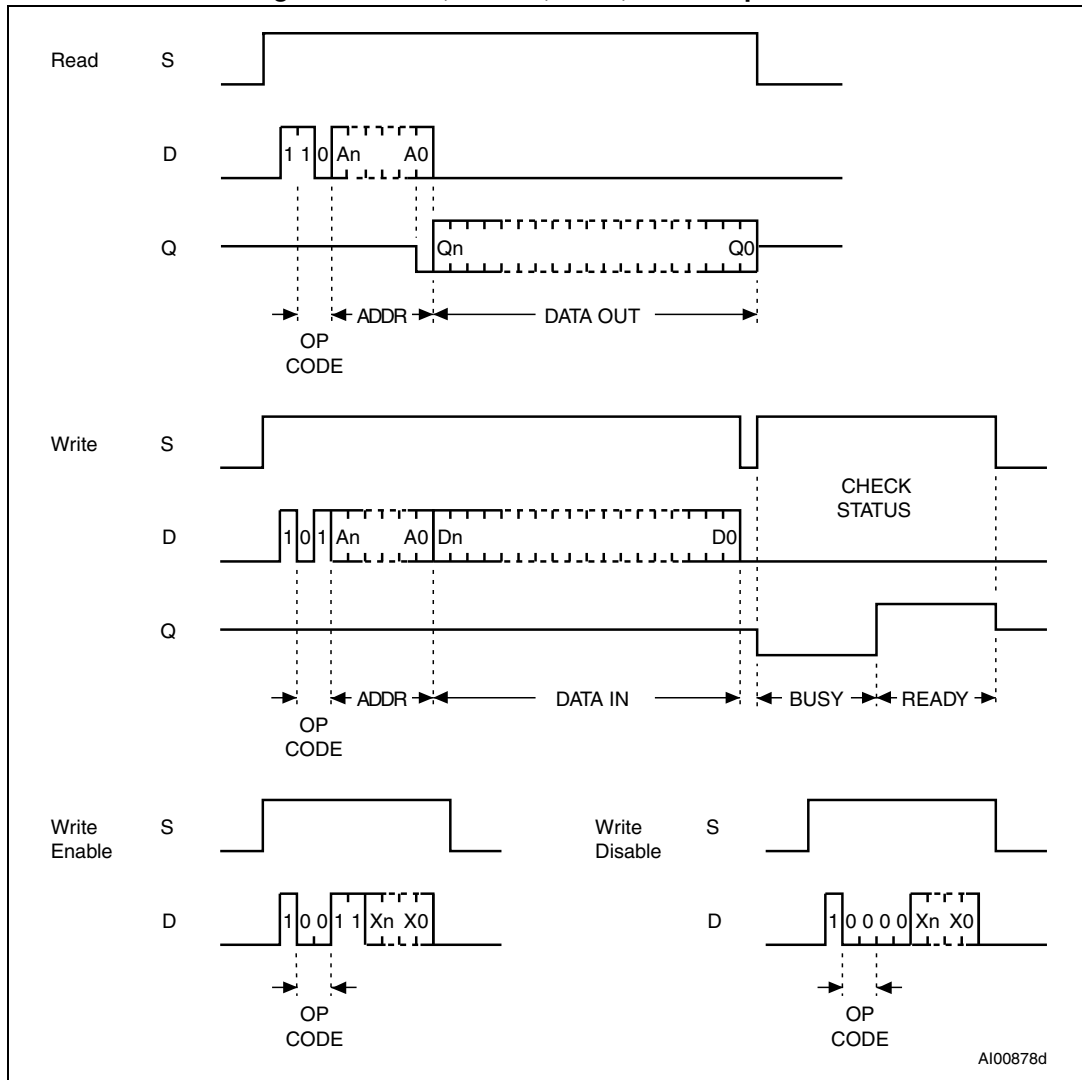 Read S
D 1 1 0 An A0
Q Qn Q0
ADDR DATA OUT
OP
CODE
Write S
CHECK
STATUS
D 1 0 1 An A0 Dn D0
Q
ADDR DATA IN BUSY READY
OP
CODE
Write S
Enable
D 1 0 0 1 1 Xn X0
OP
CODE
Write S
Disable
D 1 0 0 0 0 Xn X0
OP
CODE
AI00878d